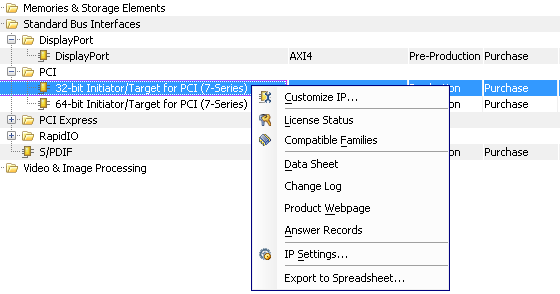 Memories & Storage Elements
Standard Bus Interfaces
DisplayPort
DisplayPort AXI4 Pre-Production Purchase
PCI
32-bit Initiator/Target for PCI (7-Series) Purchase
64-bit Initiator/Target for PCI (7-Series) Purchase
PCI Express
RapidIO
S/PDIF Purchase
Video & Image Processing
Customize IP...
License Status
Compatible Families
Data Sheet
Change Log
Product Webpage
Answer Records
IP Settings...
Export to Spreadsheet...